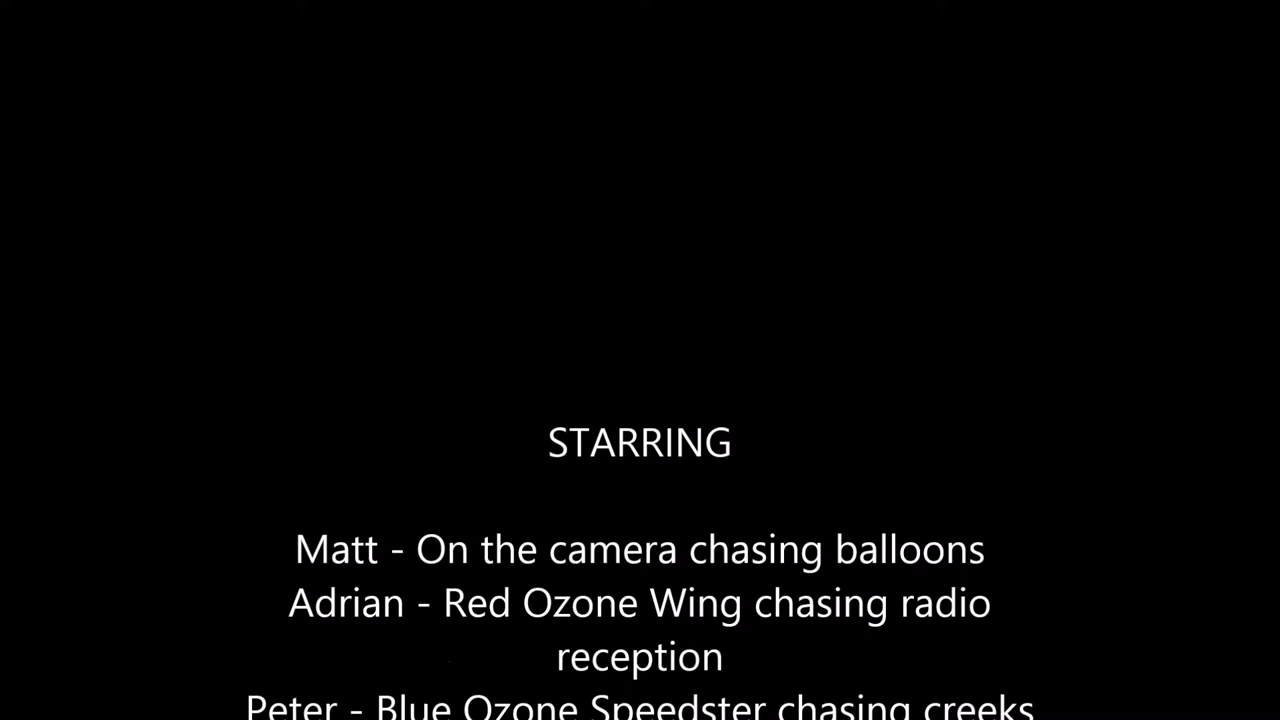 STARRING
Matt - On the camera chasing balloons
Adrian - Red Ozone Wing chasing radio
reception
Peter - Blue Ozone Speedster chasing creeks